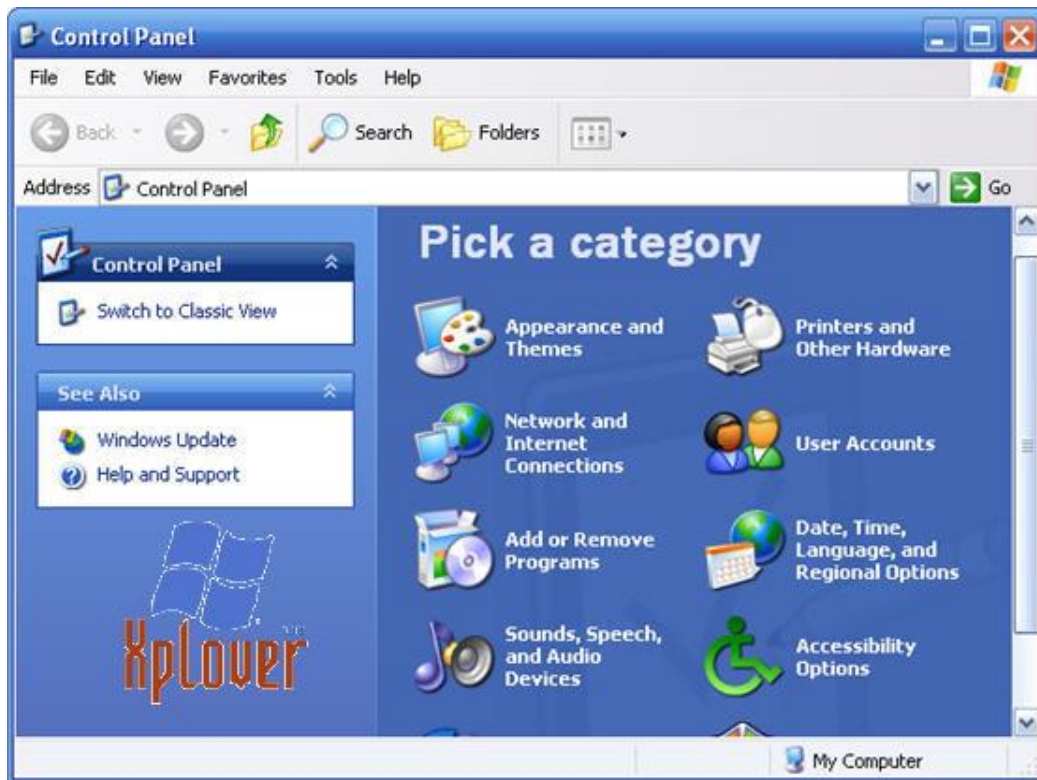 Control Panel
File Edit View Favorites Tools Help
Back Search Folders
Address Control Panel Go
Control Panel
Switch to Classic View
See Also
Windows Update
Help and Support
Xplover
Pick a category
Appearance and
Themes
Printers and
Other Hardware
Network and
Internet
Connections
User Accounts
Add or Remove
Programs
Date, Time,
Language, and
Regional Options
Sounds, Speech,
and Audio
Devices
Accessibility
Options
My Computer